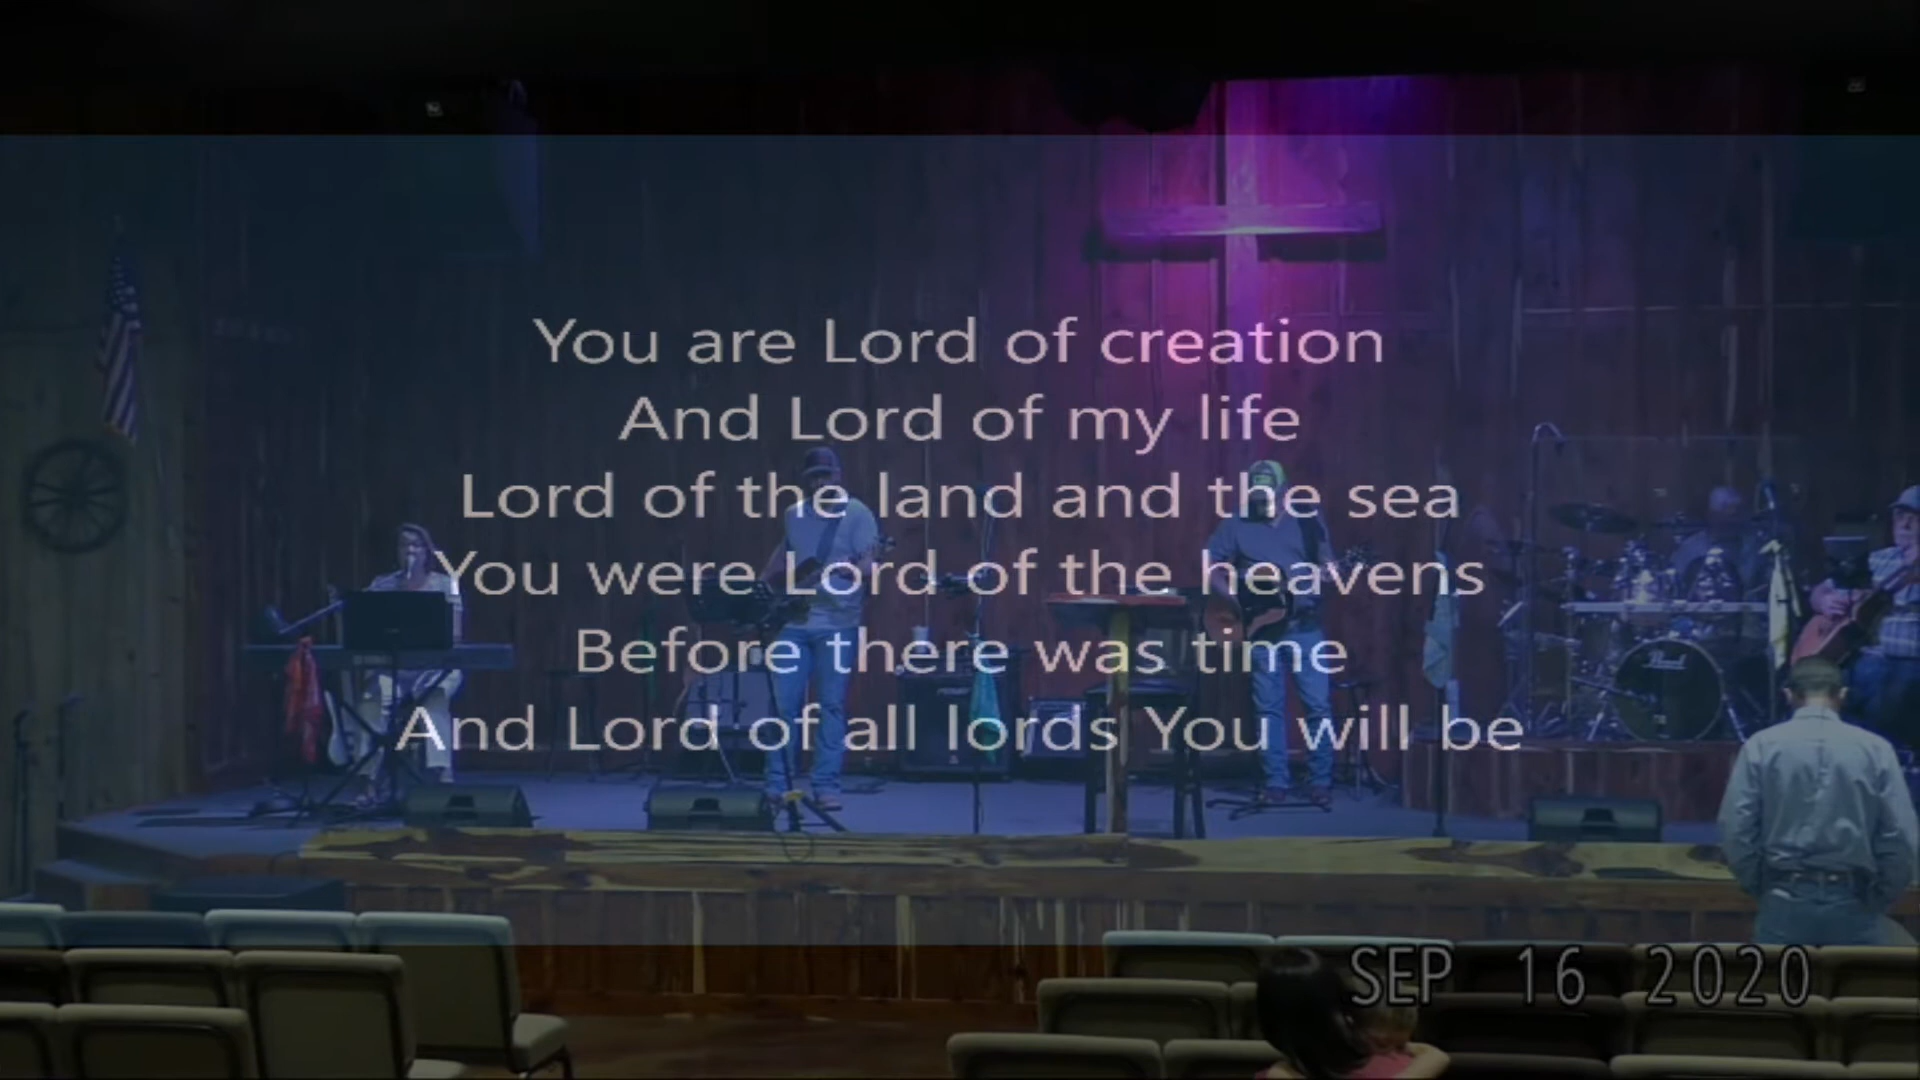 You are Lord of creation
And Lord of my life
Lord of the land and the sea
You were Lord of the heavens
Before there was time
And Lord of all lords You will be
Pearl
SEP 16 2020